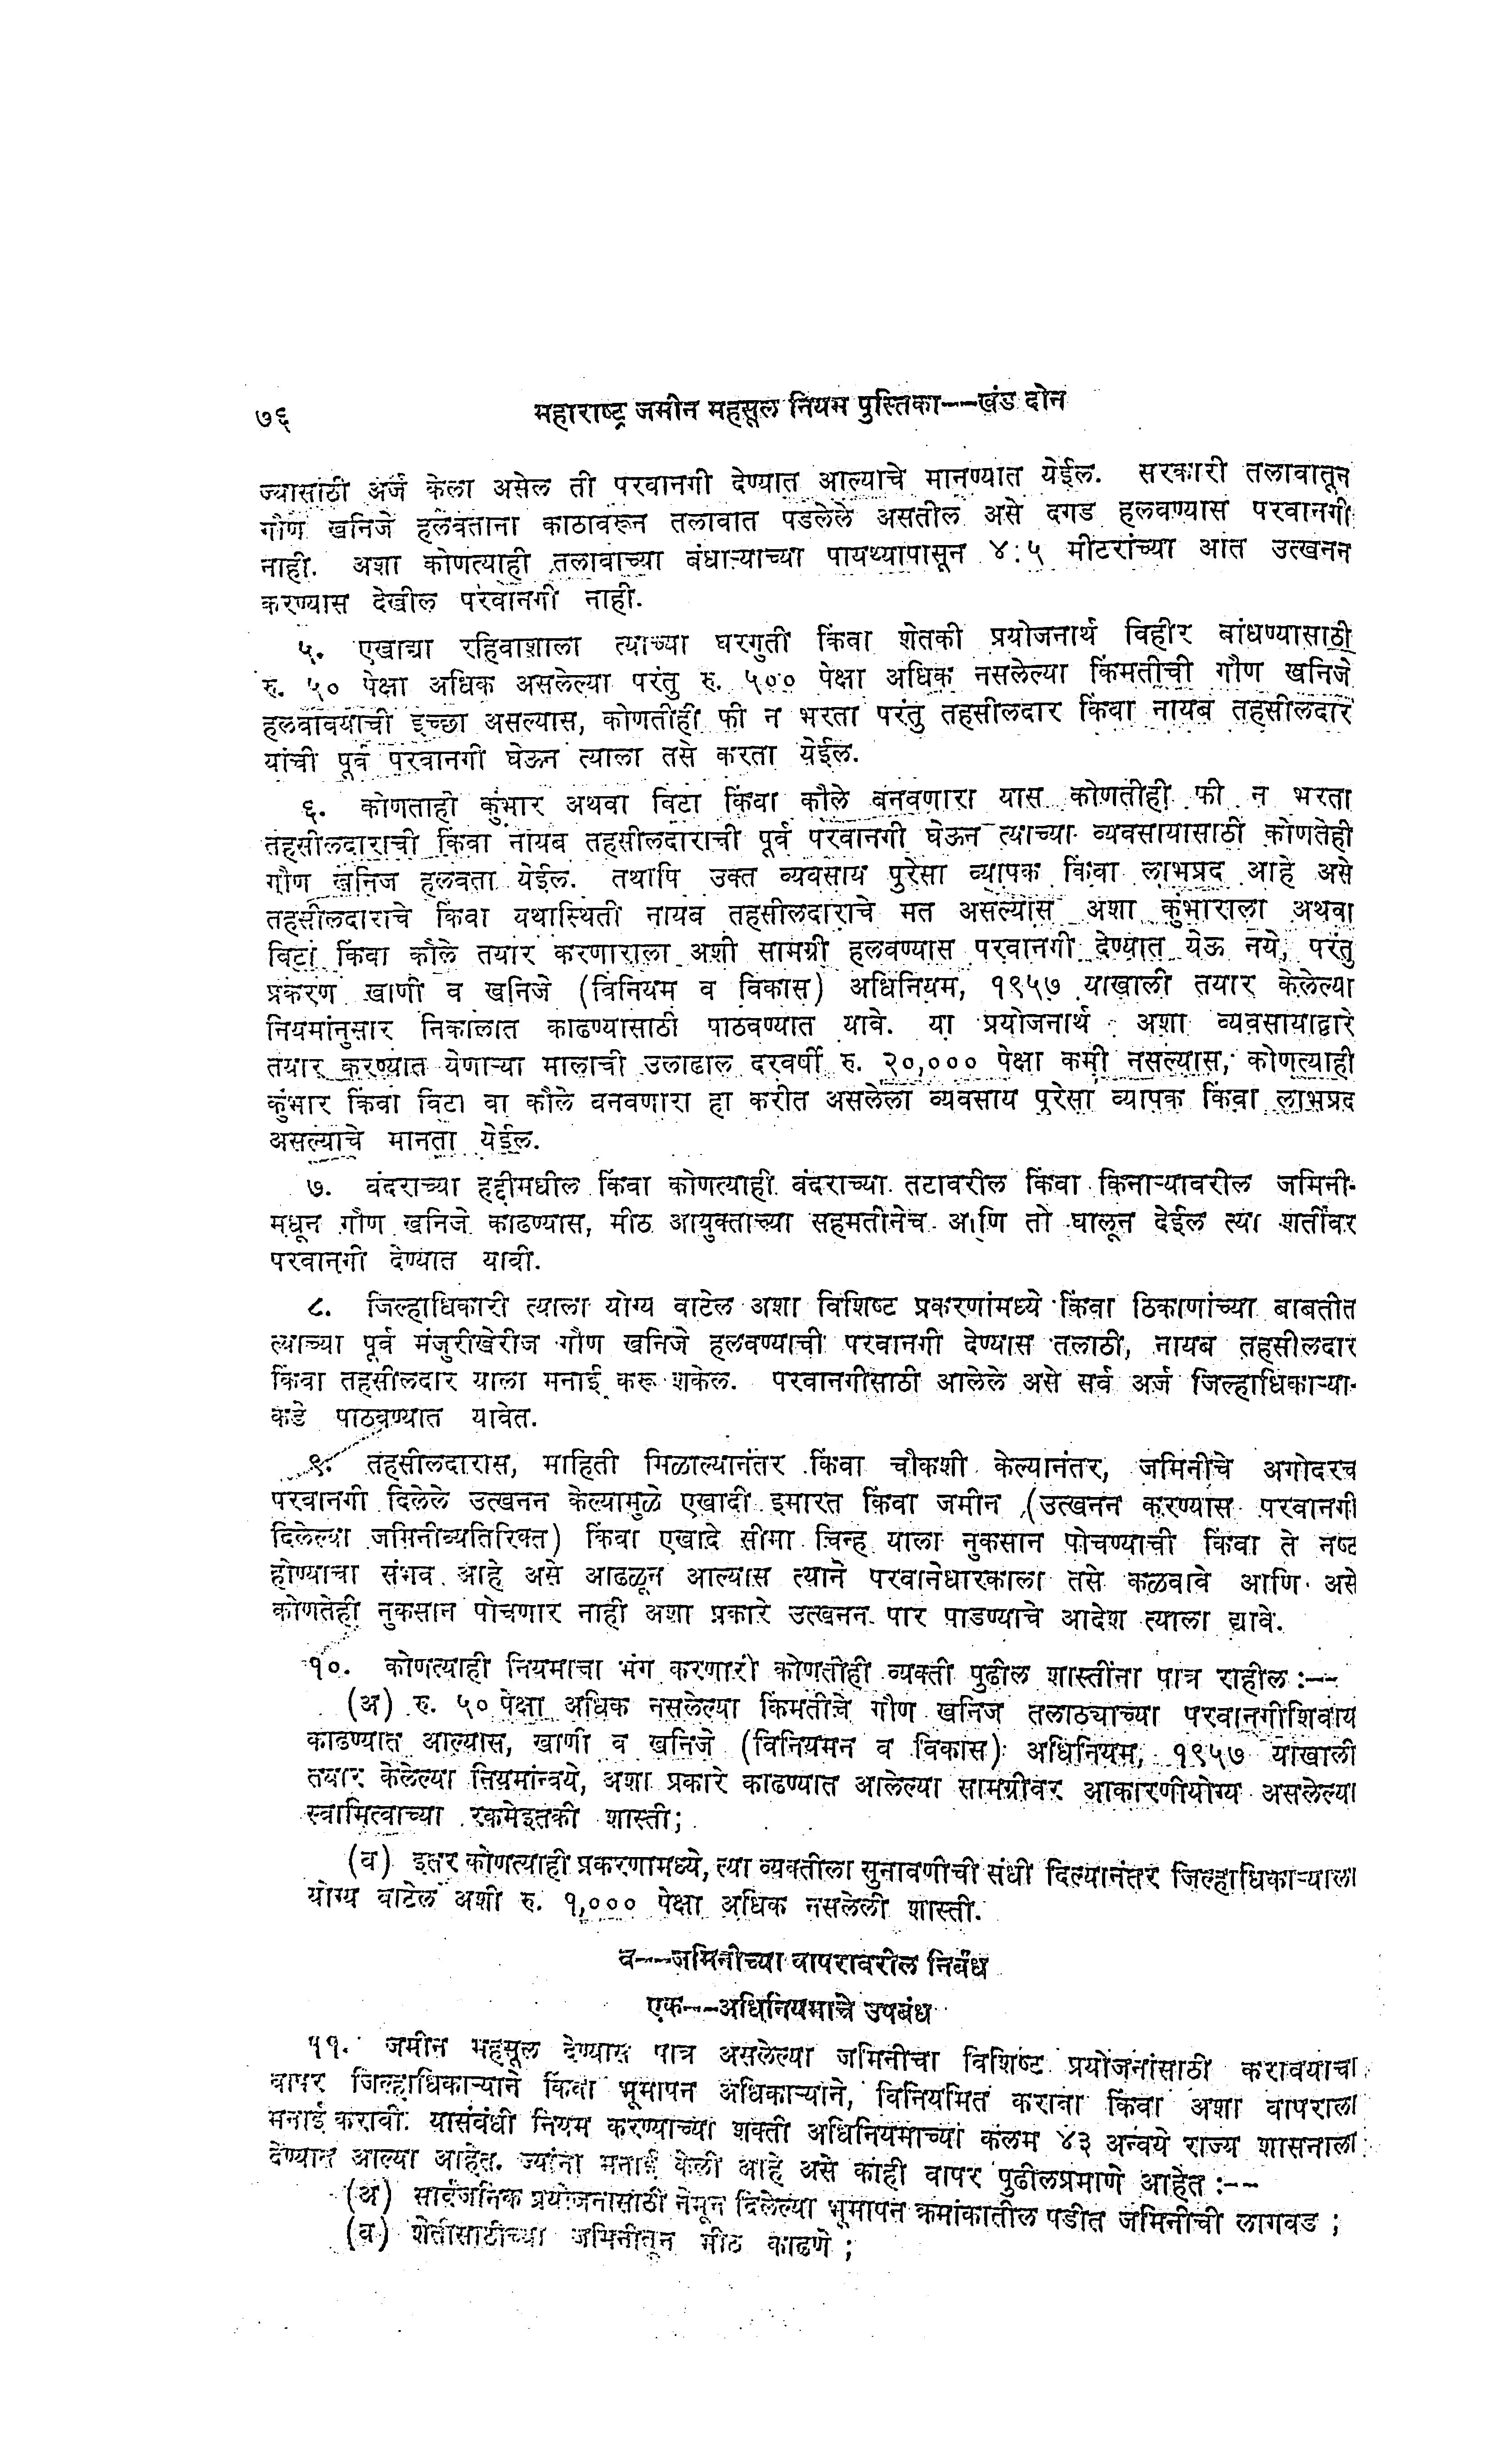 ७६ महाराष्ट्र जमीन महसूल नियम पुस्तिका--खंड दोन
ज्यासाठी अर्ज केला असेल ती परवानगी देण्यात आल्याचे मानण्यात येईल. सरकारी तलावातून
गौण खनिजे हलवताना काठावरून तलावात पडलेले असतील असे दगड हलवण्यास परवानगी
नाही. अशा कोणत्याही तलावाच्या बंधाऱ्याच्या पायथ्यापासून ४:५ मीटरांच्या आत उत्खनन
करण्यास देखील परवानगी नाही.
५. एखाद्या रहिवाशाला त्याच्या घरगुती किंवा शेतकी प्रयोजनार्थ विहीर बांधण्यासाठी
रु. ५० पेक्षा अधिक असलेल्या परंतु रु. ५०० पेक्षा अधिक नसलेल्या किंमतीची गौण खनिजे
हलवावयाची इच्छा असल्यास, कोणतीही फी न भरता परंतु तहसीलदार किंवा नायब तहसीलदार
यांची पूर्व परवानगी घेऊन त्याला तसे करता येईल.
६. कोणताही कुंभार अथवा विटा किंवा कौले बनवणारा यास कोणतीही फी न भरता
तहसीलदाराची किंवा नायब तहसीलदाराची पूर्व परवानगी घेऊन त्याच्या व्यवसायासाठी कोणतेही
गौण खनिज हलवता येईल. तथापि उक्त व्यवसाय पुरेसा व्यापक किंवा लाभप्रद आहे असे
तहसीलदाराचे किंवा यथास्थिती नायब तहसीलदाराचे मत असल्यास अशा कुंभाराला अथवा
विटा किंवा कौले तयार करणाराला अशी सामग्री हलवण्यास परवानगी देण्यात येऊ नये, परंतु
प्रकरण खाणी व खनिजे (विनियम व विकास) अधिनियम, १९५७ याखाली तयार केलेल्या
नियमांनुसार निकालात काढण्यासाठी पाठवण्यात यावे. या प्रयोजनार्थ अशा व्यवसायाद्वारे
तयार करण्यात येणाऱ्या मालाची उलाढाल दरवर्षी रु. २०,००० पेक्षा कमी नसल्यास, कोणत्याही
कुंभार किंवा विटा वा कौले बनवणारा हा करीत असलेला व्यवसाय पुरेसा व्यापक किंवा लाभप्रद
असल्याचे मानता येईल.
७. बंदराच्या हद्दीमधील किंवा कोणत्याही बंदराच्या तटावरील किंवा किनाऱ्यावरील जमिनी-
मधून गौण खनिजे काढण्यास, मीठ आयुक्ताच्या सहमतीनेच आणि तो घालून देईल त्या शर्तींवर
परवानगी देण्यात यावी.
८. जिल्हाधिकारी त्याला योग्य वाटेल अशा विशिष्ट प्रकरणांमध्ये किंवा ठिकाणांच्या बाबतीत
त्याच्या पूर्व मंजुरीखेरीज गौण खनिजे हलवण्याची परवानगी देण्यास तलाठी, नायब तहसीलदार
किंवा तहसीलदार याला मनाई करू शकेल. परवानगीसाठी आलेले असे सर्व अर्ज जिल्हाधिकाऱ्या-
कडे पाठवण्यात यावेत.
९. तहसीलदारास, माहिती मिळाल्यानंतर किंवा चौकशी केल्यानंतर, जमिनीचे अगोदरच
परवानगी दिलेले उत्खनन केल्यामुळे एखादी इमारत किंवा जमीन (उत्खनन करण्यास परवानगी
दिलेल्या जमिनीव्यतिरिक्त) किंवा एखादे सीमा चिन्ह याला नुकसान पोचण्याची किंवा ते नष्ट
होण्याचा संभव आहे असे आढळून आल्यास त्याने परवानेधारकाला तसे कळवावे आणि असे
कोणतेही नुकसान पोचणार नाही अशा प्रकारे उत्खनन पार पाडण्याचे आदेश त्याला द्यावे.
१०. कोणत्याही नियमाचा भंग करणारी कोणतीही व्यक्ती पुढील शास्तींना पात्र राहील :--
(अ) रु. ५० पेक्षा अधिक नसलेल्या किंमतीचे गौण खनिज तलाठ्याच्या परवानगीशिवाय
काढण्यात आल्यास, खाणी व खनिजे (विनियमन व विकास) अधिनियम, १९५७ याखाली
तयार केलेल्या नियमांन्वये, अशा प्रकारे काढण्यात आलेल्या सामग्रीवर आकारणीयोग्य असलेल्या
स्वामित्वाच्या रकमेइतकी शास्ती;
(ब) इतर कोणत्याही प्रकरणामध्ये, त्या व्यक्तीला सुनावणीची संधी दिल्यानंतर जिल्हाधिकाऱ्याला
योग्य वाटेल अशी रु. १,००० पेक्षा अधिक नसलेली शास्ती.
ब---जमिनीच्या वापरावरील निर्बंध
एक---अधिनियमाचे उपबंध
११. जमीन महसूल देण्यास पात्र असलेल्या जमिनीचा विशिष्ट प्रयोजनांसाठी करावयाचा
वापर जिल्हाधिकाऱ्याने किंवा भूमापन अधिकाऱ्याने, विनियमित करावा किंवा अशा वापराला
मनाई करावी. यासंबंधी नियम करण्याच्या शक्ती अधिनियमाच्या कलम ४३ अन्वये राज्य शासनाला
देण्यात आल्या आहेत. ज्यांना मनाई केली आहे असे काही वापर पुढीलप्रमाणे आहेत :--
(अ) सार्वजनिक प्रयोजनासाठी नेमून दिलेल्या भूमापन क्रमांकातील पडीत जमिनीची लागवड ;
(ब) शेतीसाठीच्या जमिनीतून मीठ काढणे ;